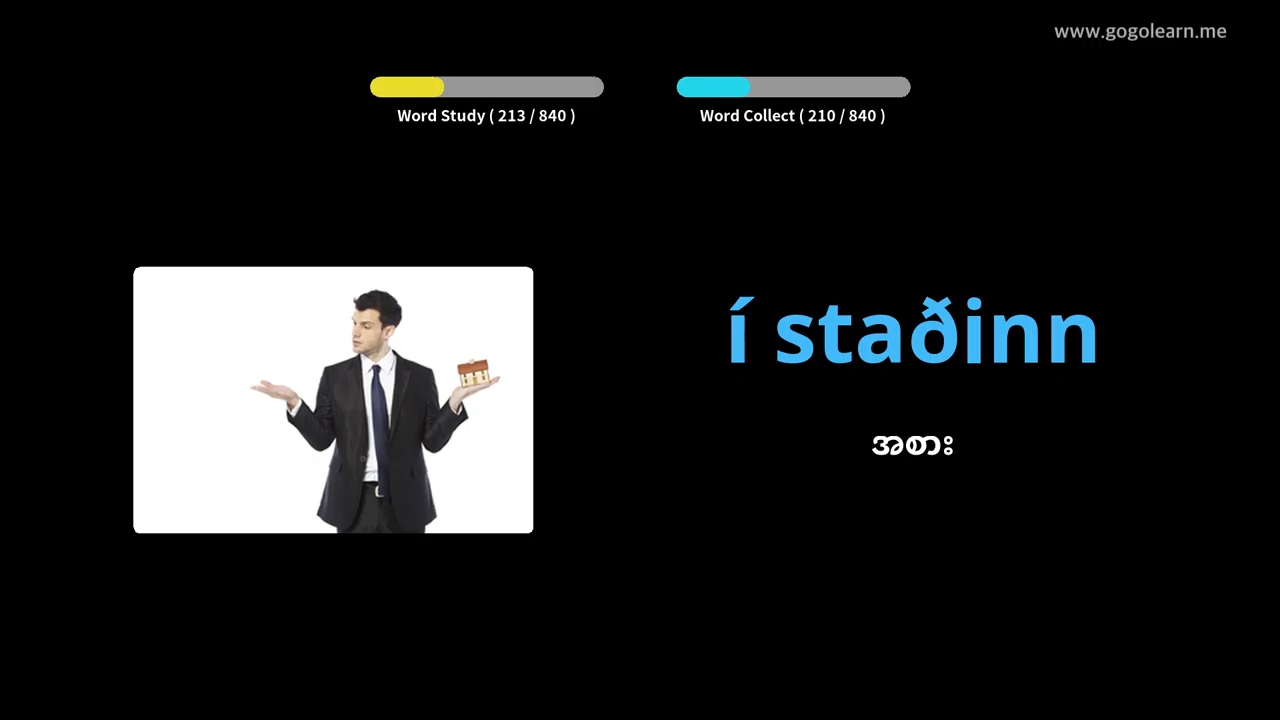 www.gogolearn.me
Word Study ( 213 / 840 )
Word Collect ( 210 / 840 )
í staðinn
အစား